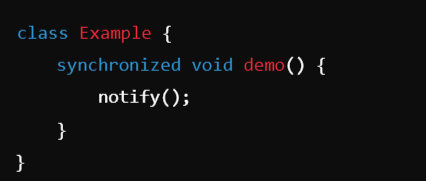 class Example {
    synchronized void demo() {
        notify();
    }
}